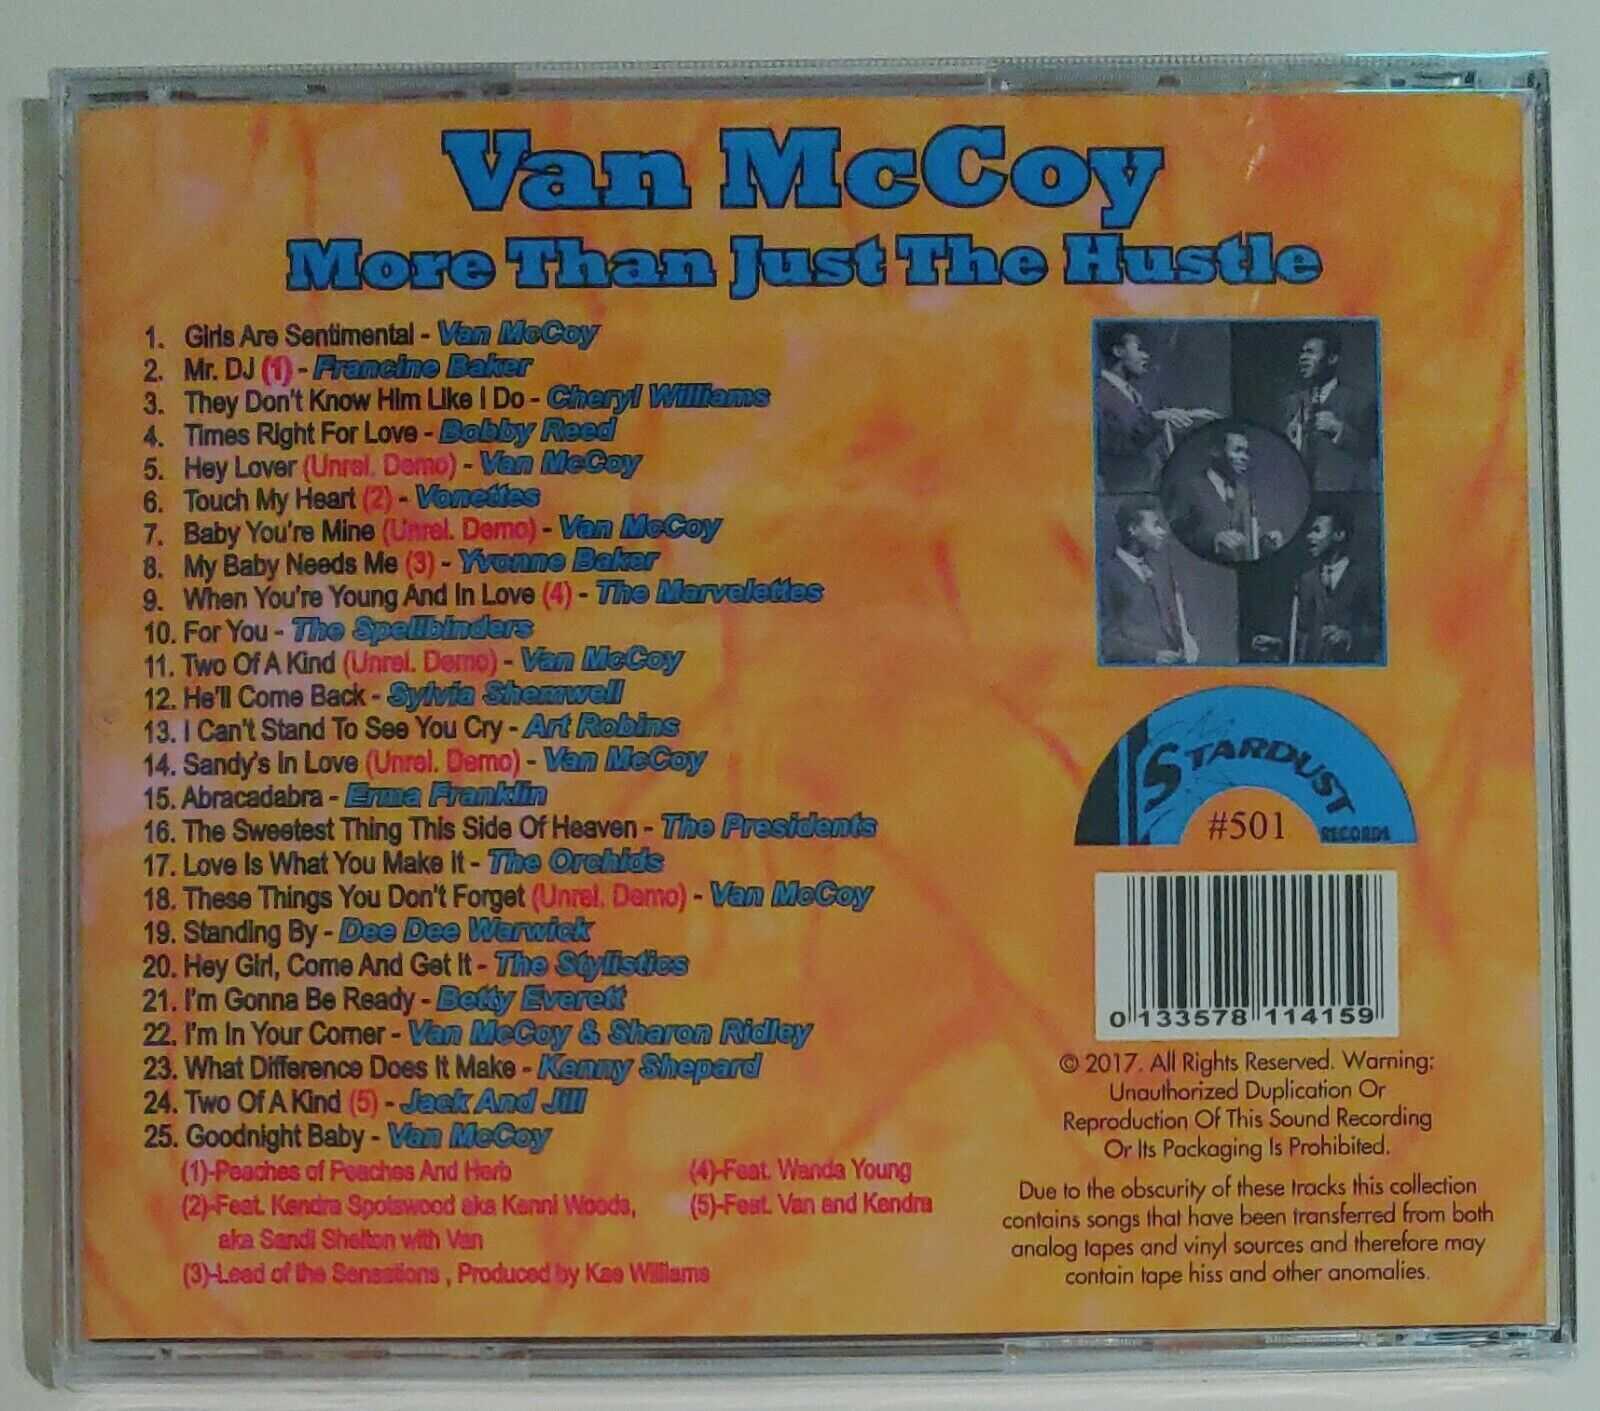 Van McCoy
More Than Just The Hustle
1. Girls Are Sentimental - Van McCoy
2. Mr. DJ (1) - Francine Baker
3. They Don't Know Him Like I Do - Cheryl Williams
4. Times Right For Love - Bobby Reed
5. Hey Lover (Unrel. Demo) - Van McCoy
6. Touch My Heart (2) - Vonettes
7. Baby You're Mine (Unrel. Demo) - Van McCoy
8. My Baby Needs Me (3) - Yvonne Baker
9. When You're Young And In Love (4) - The Marvelettes
10. For You - The Spellbinders
11. Two Of A Kind (Unrel. Demo) - Van McCoy
12. He'll Come Back - Sylvia Shemwell
13. I Can't Stand To See You Cry - Art Robins
14. Sandy's In Love (Unrel. Demo) - Van McCoy
15. Abracadabra - Erma Franklin
16. The Sweetest Thing This Side Of Heaven - The Presidents
17. Love Is What You Make It - The Orchids
18. These Things You Don't Forget (Unrel. Demo) - Van McCoy
19. Standing By - Dee Dee Warwick
20. Hey Girl, Come And Get It - The Stylistics
21. I'm Gonna Be Ready - Betty Everett
22. I'm In Your Corner - Van McCoy & Sharon Ridley
23. What Difference Does It Make - Kenny Shepard
24. Two Of A Kind (5) - Jack And Jill
25. Goodnight Baby - Van McCoy
(1)-Peaches of Peaches And Herb
(2)-Feat. Kendra Spotswood aka Kenni Woods,
aka Sandi Shelton with Van
(3)-Lead of the Sensations , Produced by Kae Williams
(4)-Feat. Wanda Young
(5)-Feat. Van and Kendra
STARDUST
RECORDS
#501
0 133578 114159
© 2017. All Rights Reserved. Warning:
Unauthorized Duplication Or
Reproduction Of This Sound Recording
Or Its Packaging Is Prohibited.
Due to the obscurity of these tracks this collection
contains songs that have been transferred from both
analog tapes and vinyl sources and therefore may
contain tape hiss and other anomalies.